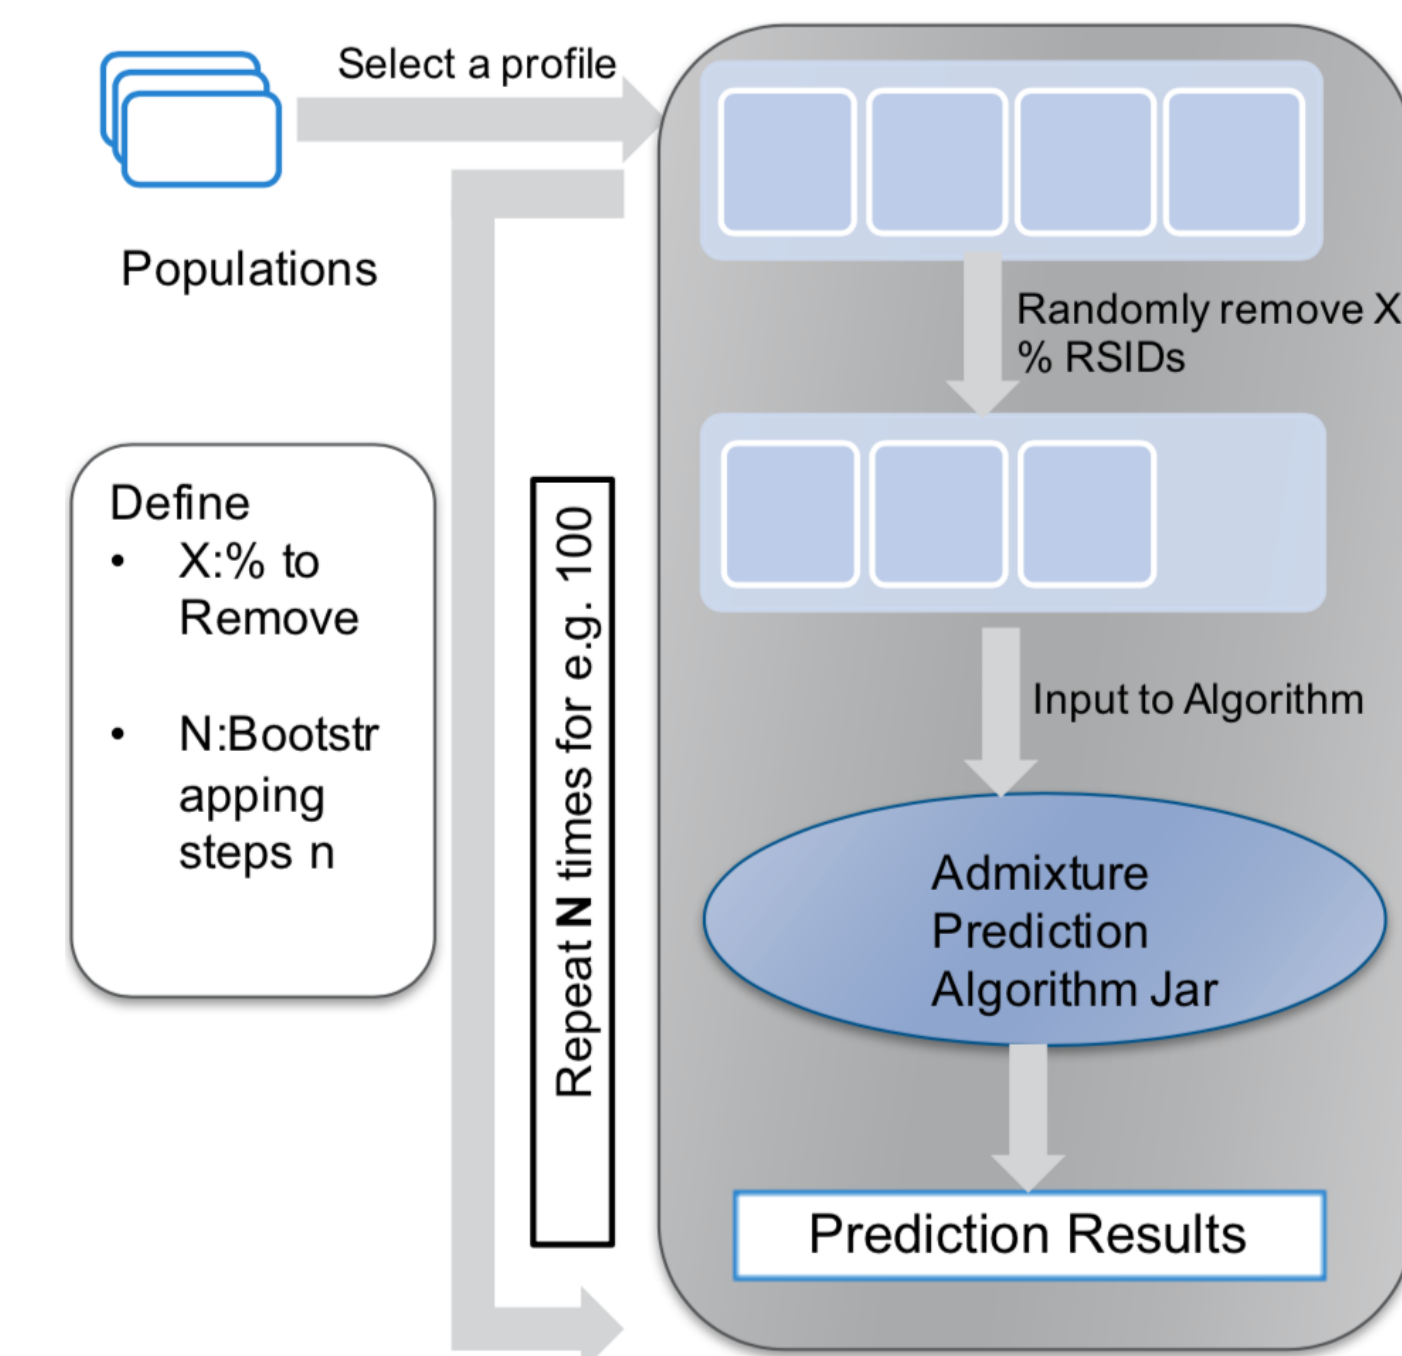 Select a profile
Populations
Randomly remove X
% RSIDs
Define
• X:% to
Remove
• N:Bootstr
apping
steps n
Repeat N times for e.g. 100
Input to Algorithm
Admixture
Prediction
Algorithm Jar
Prediction Results